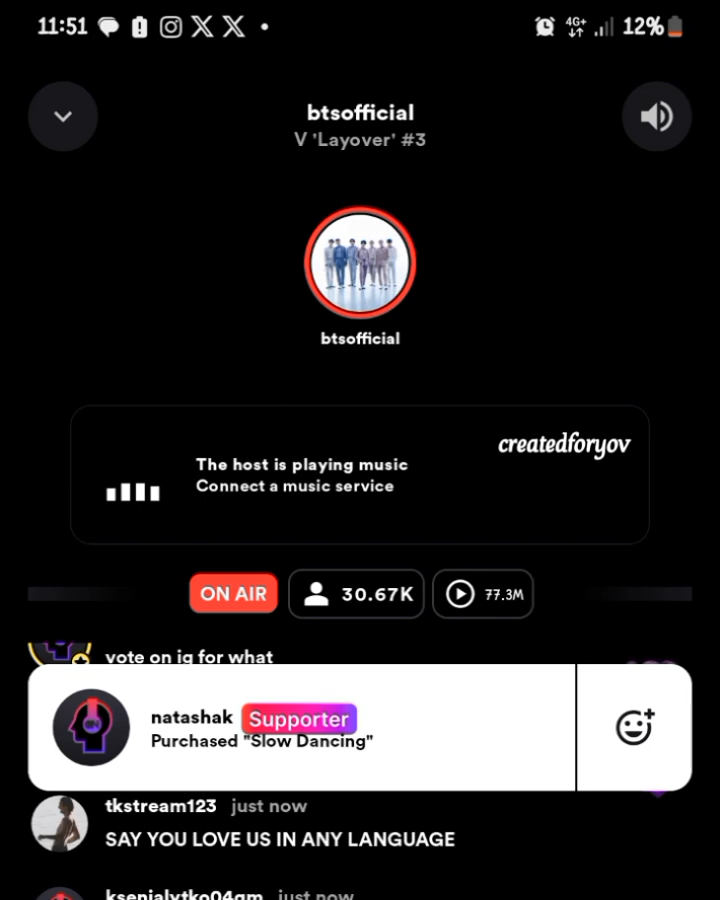 11:51
4G+
12%
btsofficial
V 'Layover' #3
btsofficial
createdforyov
The host is playing music
Connect a music service
ON AIR
30.67K
77.3M
vote on ig for what
natashak Supporter
Purchased "Slow Dancing"
tkstream123 just now
SAY YOU LOVE US IN ANY LANGUAGE
ksenialytko04gm just now